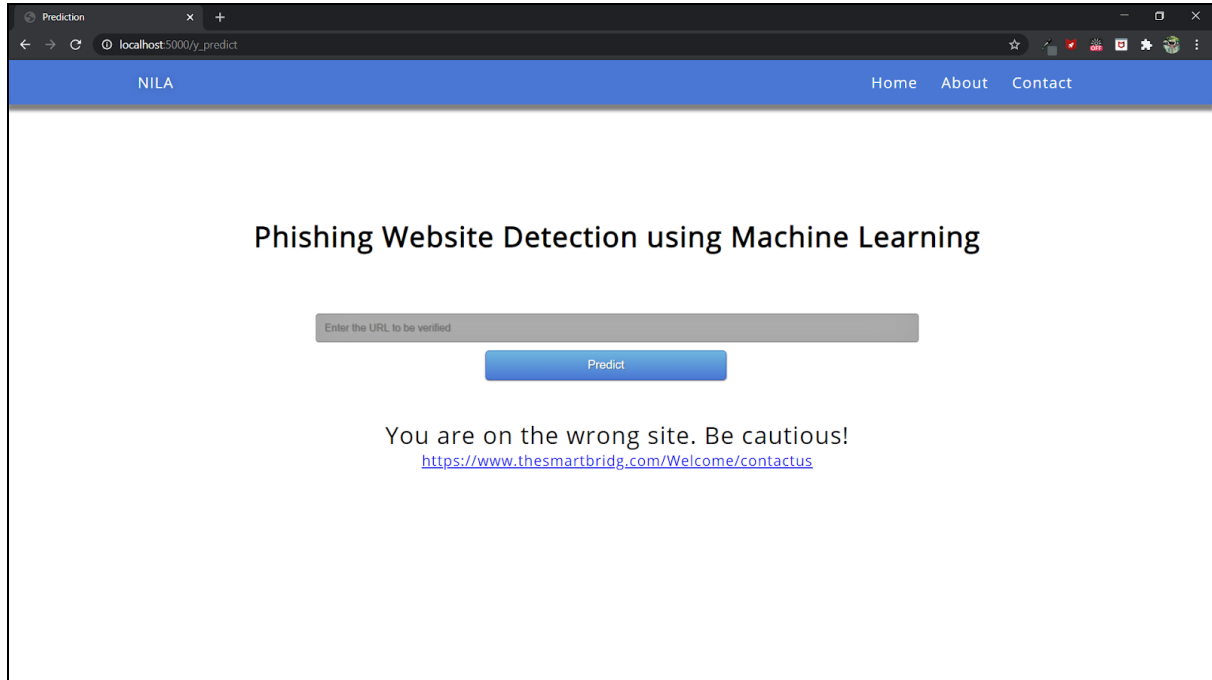 Prediction
localhost:5000/y_predict
OFF
NILA
Home About Contact
Phishing Website Detection using Machine Learning
Enter the URL to be verified
Predict
You are on the wrong site. Be cautious!
https://www.thesmartbridg.com/Welcome/contactus